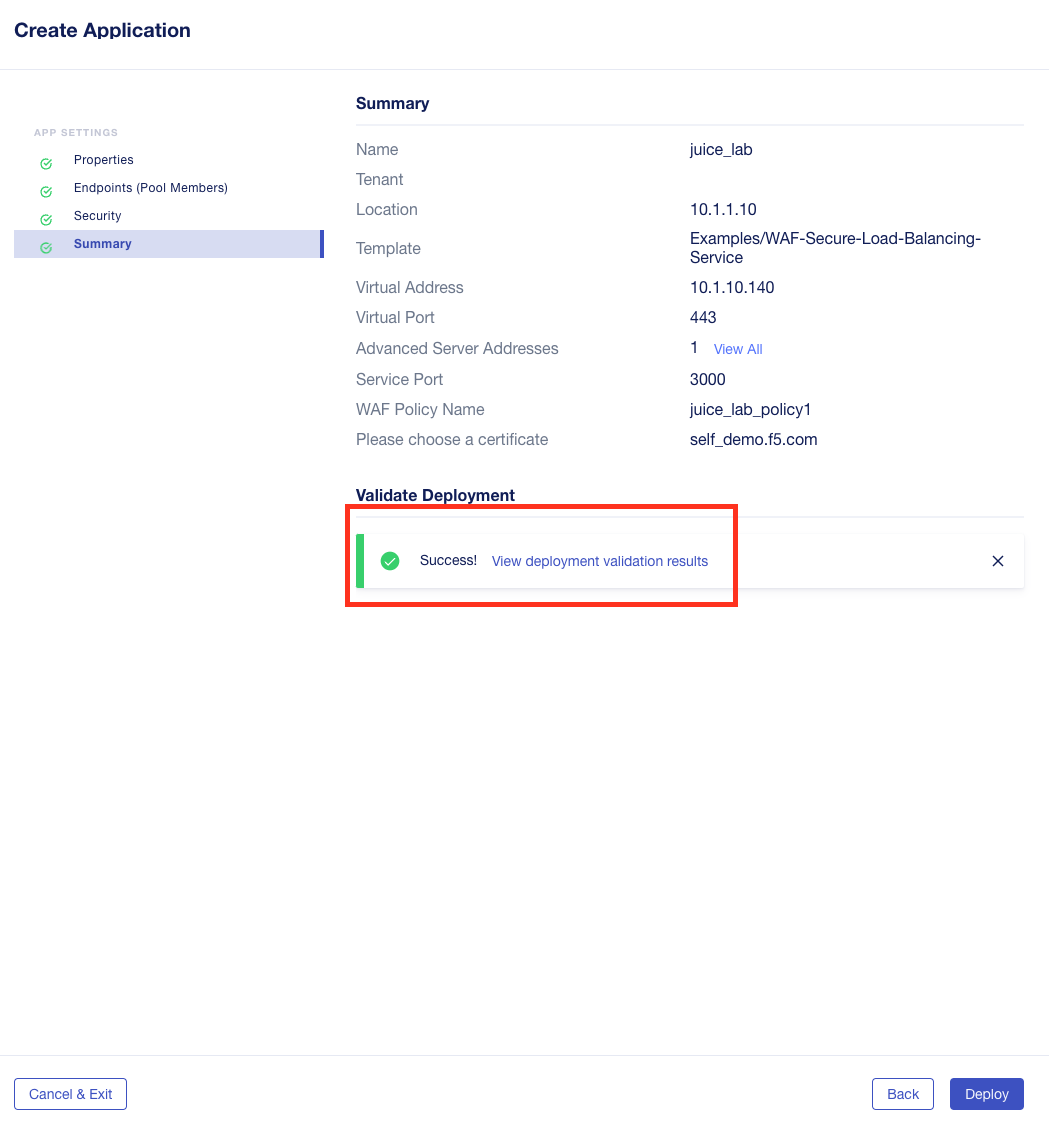 Create Application
APP SETTINGS
Properties
Endpoints (Pool Members)
Security
Summary
Summary
Name juice_lab
Tenant
Location 10.1.1.10
Template Examples/WAF-Secure-Load-Balancing-
Service
Virtual Address 10.1.10.140
Virtual Port 443
Advanced Server Addresses 1 View All
Service Port 3000
WAF Policy Name juice_lab_policy1
Please choose a certificate self_demo.f5.com
Validate Deployment
Success! View deployment validation results
Cancel & Exit Back Deploy